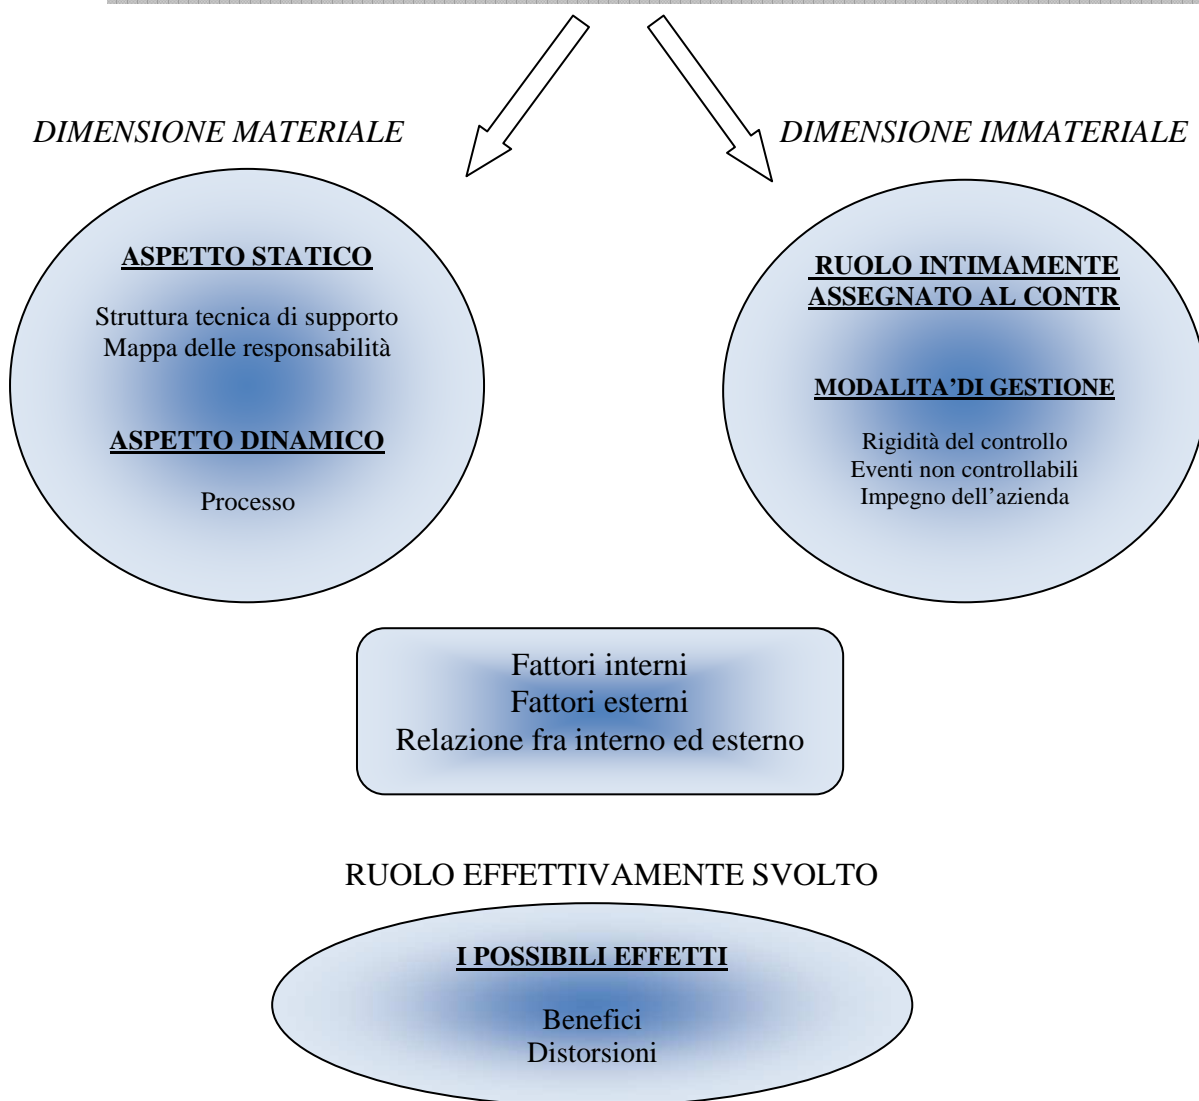 DIMENSIONE MATERIALE
ASPETTO STATICO
Struttura tecnica di supporto
Mappa delle responsabilità
ASPETTO DINAMICO
Processo
DIMENSIONE IMMATERIALE
RUOLO INTIMAMENTE
ASSEGNATO AL CONTR
MODALITA'DI GESTIONE
Rigidità del controllo
Eventi non controllabili
Impegno dell’azienda
Fattori interni
Fattori esterni
Relazione fra interno ed esterno
RUOLO EFFETTIVAMENTE SVOLTO
I POSSIBILI EFFETTI
Benefici
Distorsioni